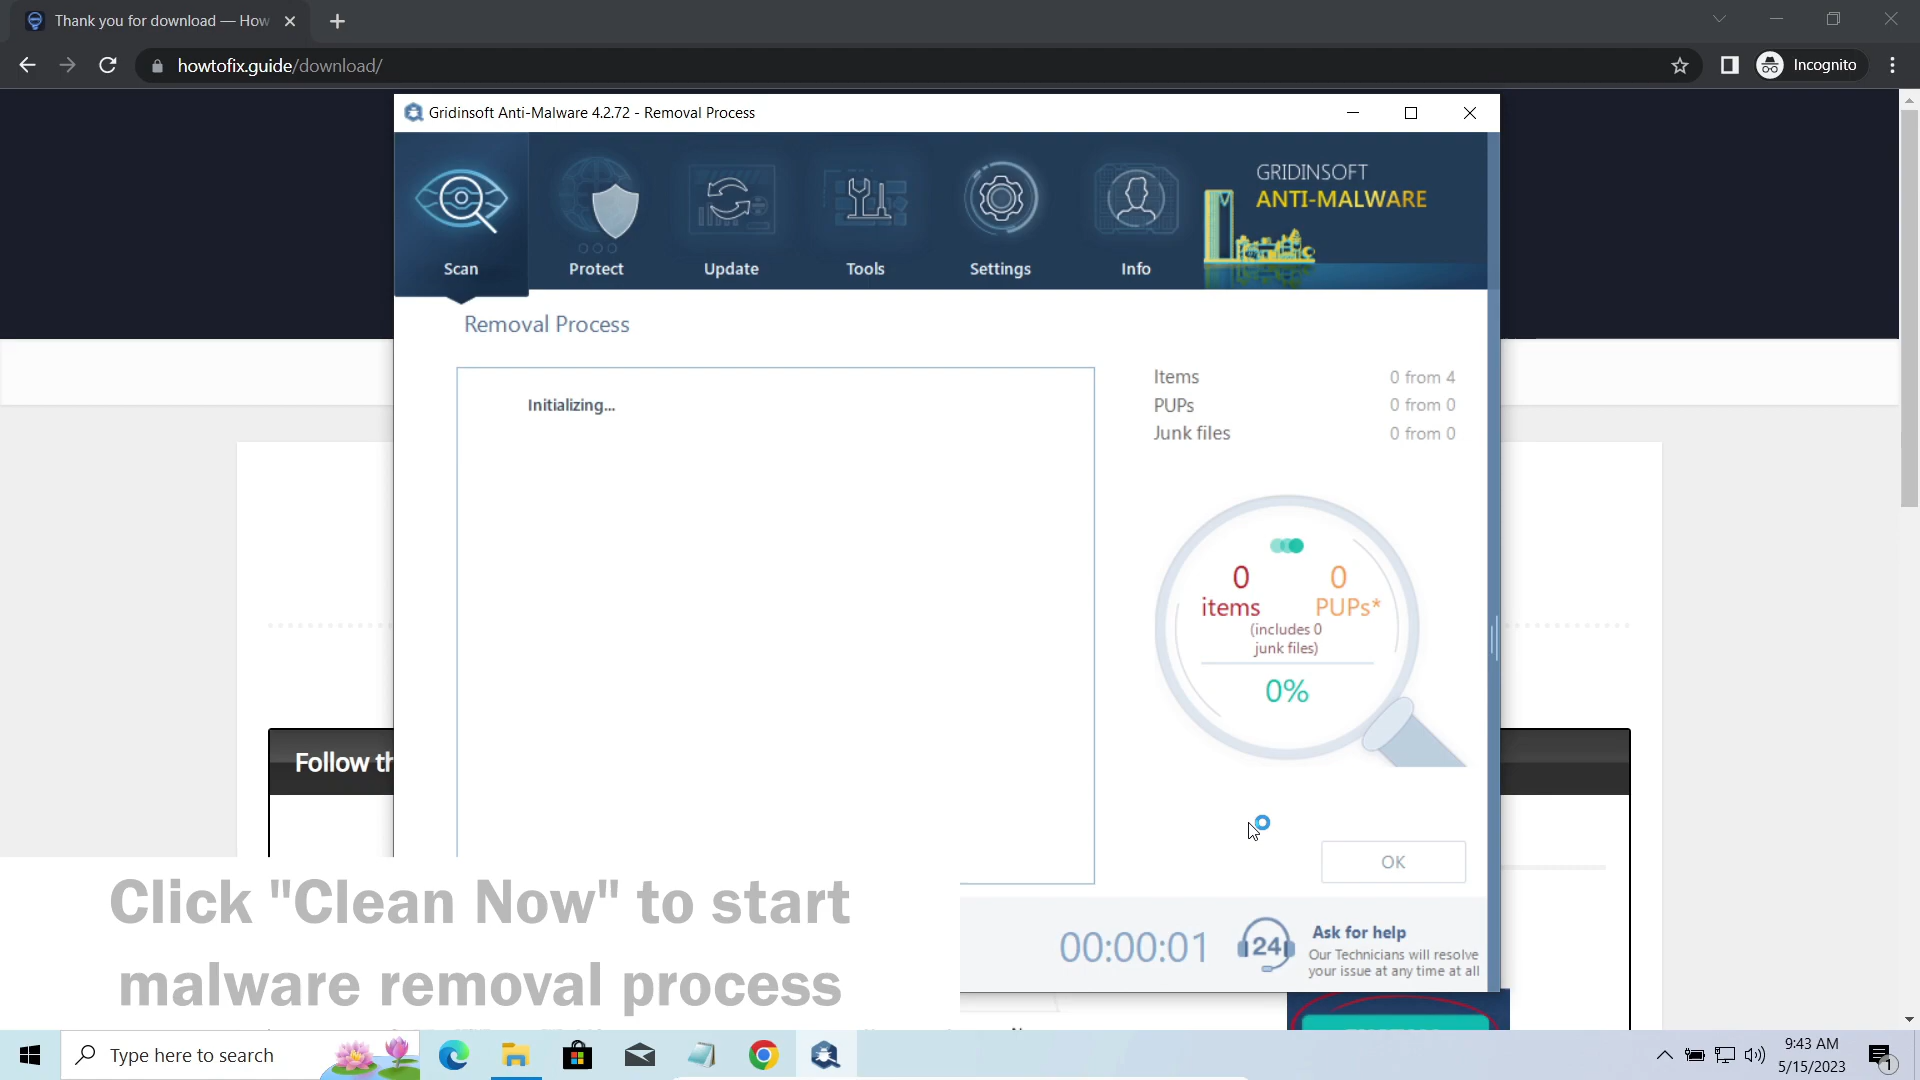 Thank you for download — How
howtofix.guide/download/
Incognito
Gridinsoft Anti-Malware 4.2.72 - Removal Process
Scan
Protect
Update
Tools
Settings
Info
GRIDINSOFT
ANTI-MALWARE
Removal Process
Initializing...
Items 0 from 4
PUPs 0 from 0
Junk files 0 from 0
0 items
0 PUPs*
(includes 0
junk files)
0%
OK
Follow th
Click "Clean Now" to start
malware removal process
00:00:01
24
Ask for help
Our Technicians will resolve
your issue at any time at all
Type here to search
9:43 AM
5/15/2023
1